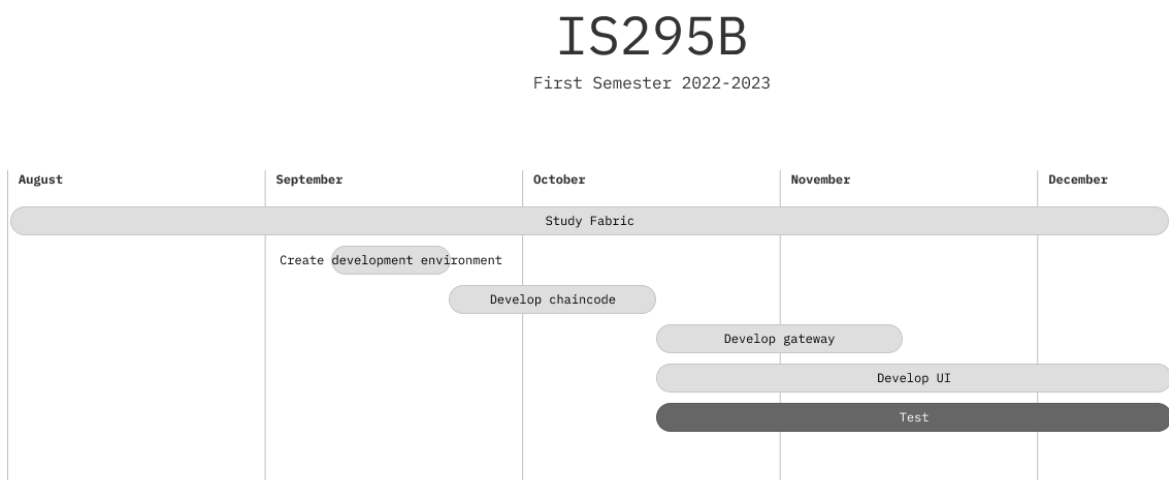 IS295B
First Semester 2022-2023
August September October November December
Study Fabric
Create development environment
Develop chaincode
Develop gateway
Develop UI
Test